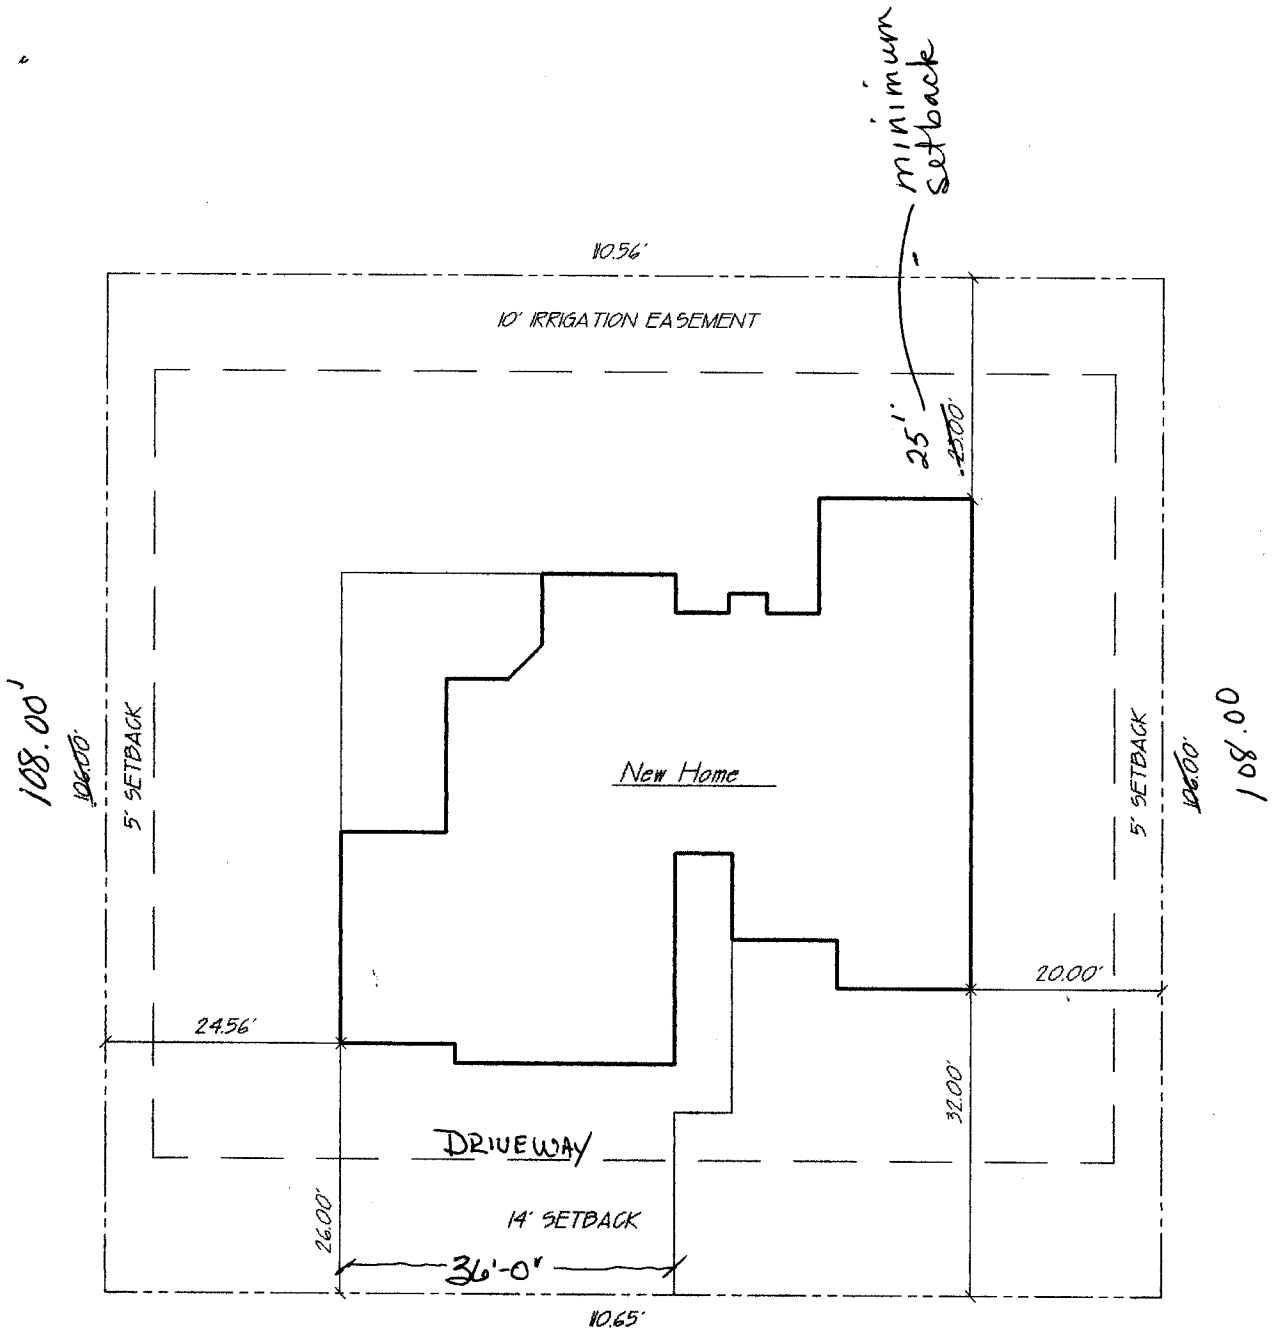 minimum
setback
110.56'
10' IRRIGATION EASEMENT
25'
25.00'
108.00'
106.00'
5' SETBACK
New Home
5' SETBACK
106.00'
108.00
20.00'
24.56'
32.00'
DRIVEWAY
26.00'
14' SETBACK
36'-0"
110.65'